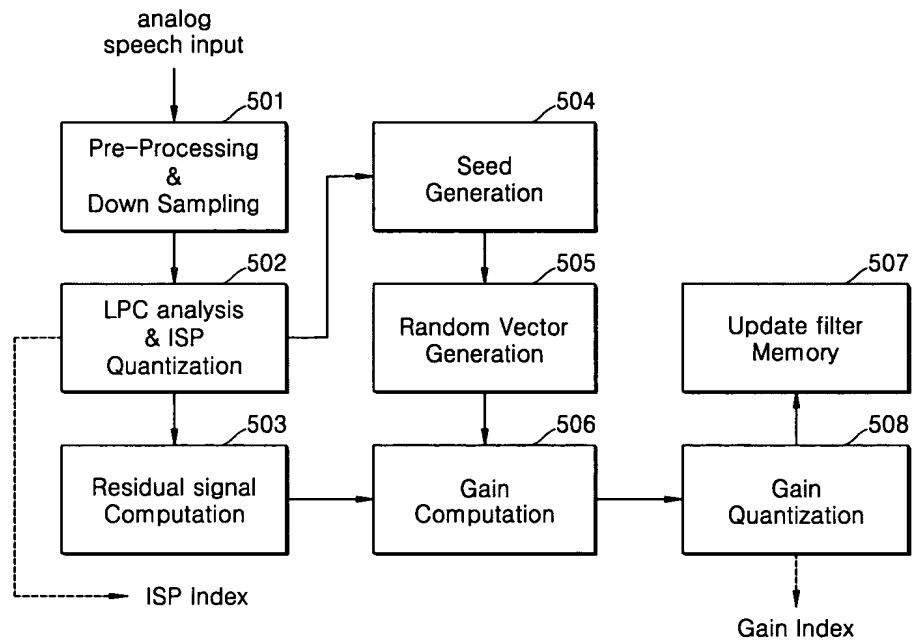 analog
speech input
501
Pre-Processing
&
Down Sampling
502
LPC analysis
& ISP
Quantization
503
Residual signal
Computation
504
Seed
Generation
505
Random Vector
Generation
506
Gain
Computation
507
Update filter
Memory
508
Gain
Quantization
ISP Index
Gain Index